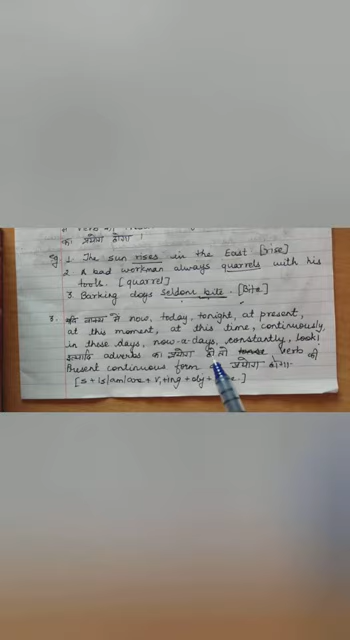 का प्रयोग होगा ।
Eg. 1. The sun rises in the East [rise]
2. A bad workman always quarrels with his
tools. [quarrel]
3. Barking dogs seldom bite. [Bite]
3. यदि वाक्य में now, today, tonight, at present,
at this moment, at this time, continuously,
in these days, now-a-days, constantly, look!
इत्यादि adverbs का प्रयोग हो तो verb की
Present continuous form प्रयोग होगा
[s + is/am/are + V, + ing + obj +